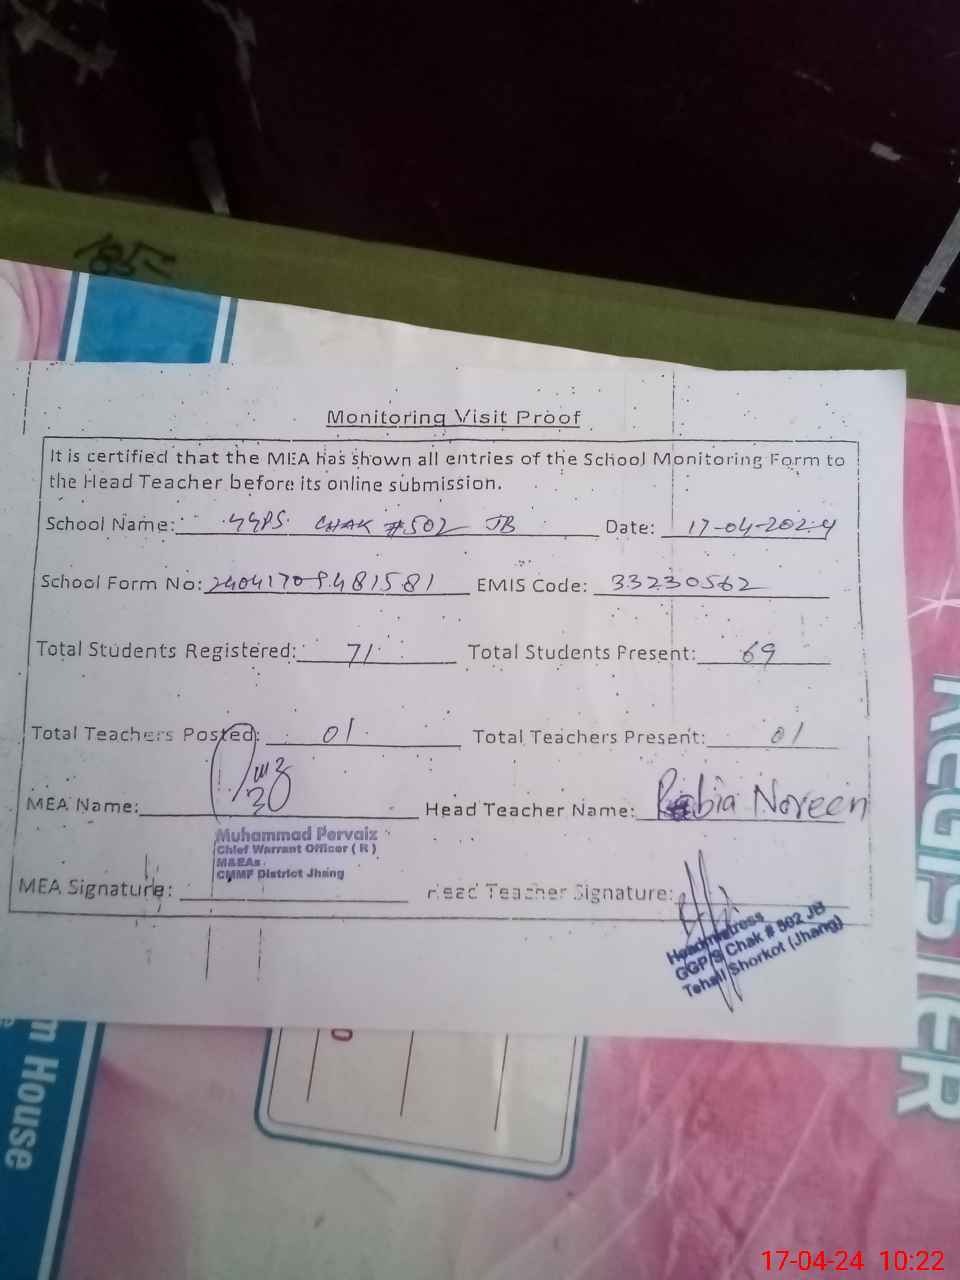 185/-
Monitoring Visit Proof
It is certified that the MEA has shown all entries of the School Monitoring Form to
the Head Teacher before its online submission.
School Name: GGPS. CHAK #502 JB Date: 17-04-2024
School Form No: 24041709481581 EMIS Code: 33230562
Total Students Registered: 71 Total Students Present: 69
Total Teachers Posted: 01 Total Teachers Present: 01
MEA Name: Head Teacher Name: Rabia Noreen
Muhammad Pervaiz
Chief Warrant Officer ( R )
M&EAs
CMMF District Jhang
MEA Signature: Head Teacher Signature:
Headmistress
GGP/S Chak # 502 JB
Tehsil Shorkot (Jhang)
REGISTER
m House
17-04-24 10:22